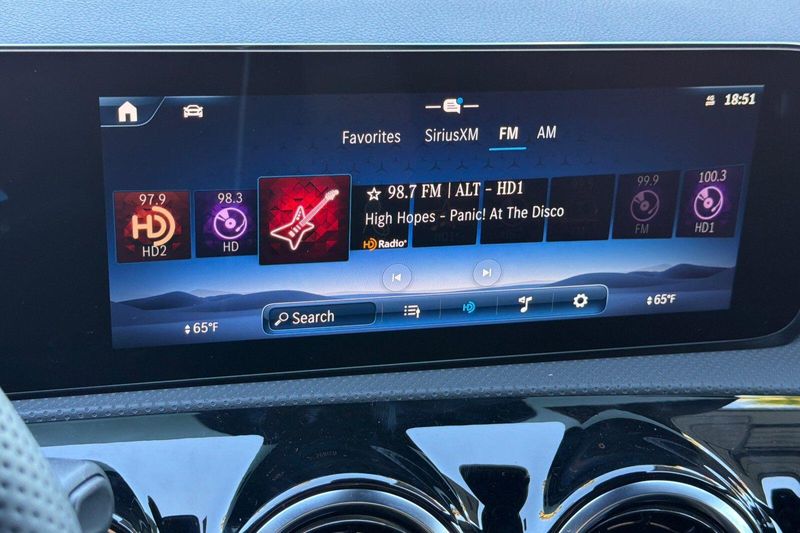 4G
18:51
Favorites SiriusXM FM AM
97.9
HD2
98.3
HD
98.7 FM | ALT - HD1
High Hopes - Panic! At The Disco
HD Radio
99.9
FM
100.3
HD1
65°F
Search
65°F